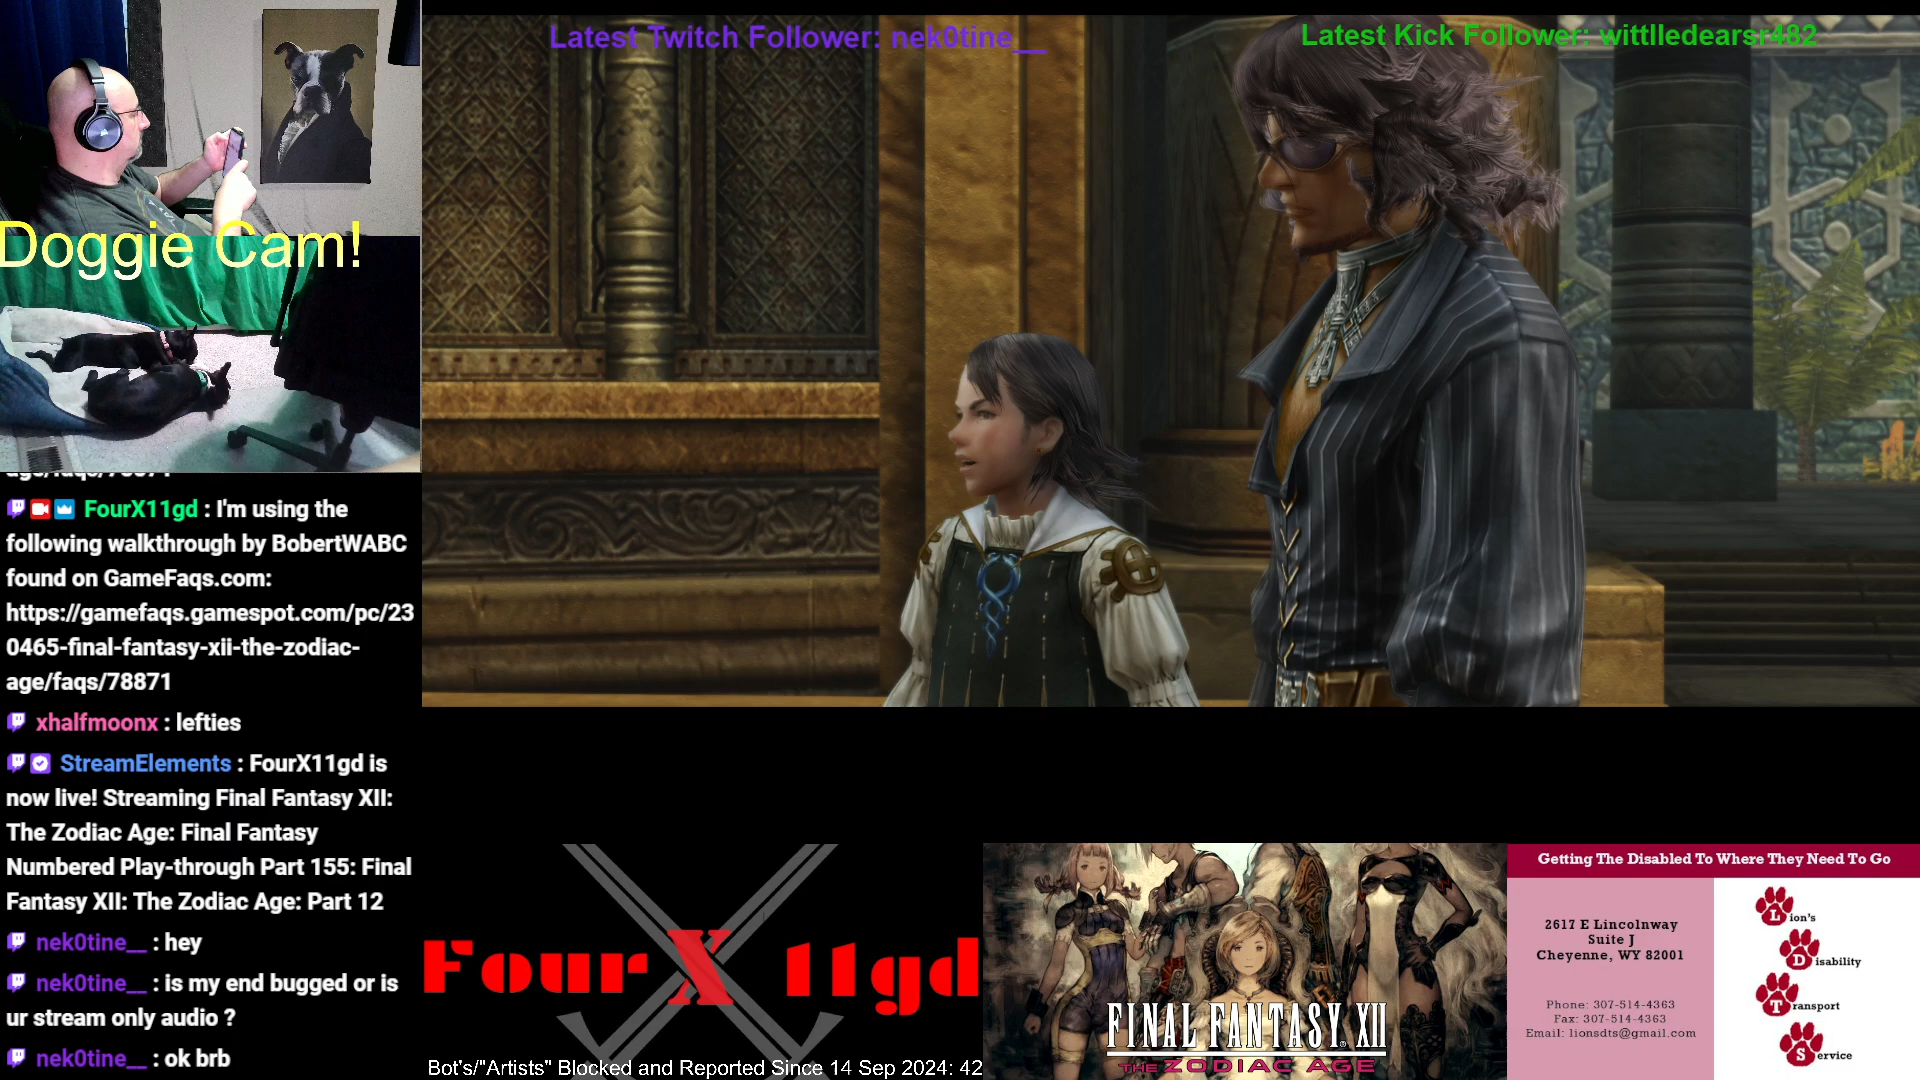 Latest Twitch Follower: nek0tine__
Latest Kick Follower: wittlledearsr482
Doggie Cam!
FourX11gd : I'm using the
following walkthrough by BobertWABC
found on GameFaqs.com:
https://gamefaqs.gamespot.com/pc/23
0465-final-fantasy-xii-the-zodiac-
age/faqs/78871
xhalfmoonx : lefties
StreamElements : FourX11gd is
now live! Streaming Final Fantasy XII:
The Zodiac Age: Final Fantasy
Numbered Play-through Part 155: Final
Fantasy XII: The Zodiac Age: Part 12
nek0tine__ : hey
nek0tine__ : is my end bugged or is
ur stream only audio ?
nek0tine__ : ok brb
FourX11gd
Bot's/"Artists" Blocked and Reported Since 14 Sep 2024: 42
FINAL FANTASY XII
THE ZODIAC AGE
Getting The Disabled To Where They Need To Go
2617 E Lincolnway
Suite J
Cheyenne, WY 82001
Phone: 307-514-4363
Fax: 307-514-4363
Email: lionsdts@gmail.com
Lion's
Disability
Transport
Service